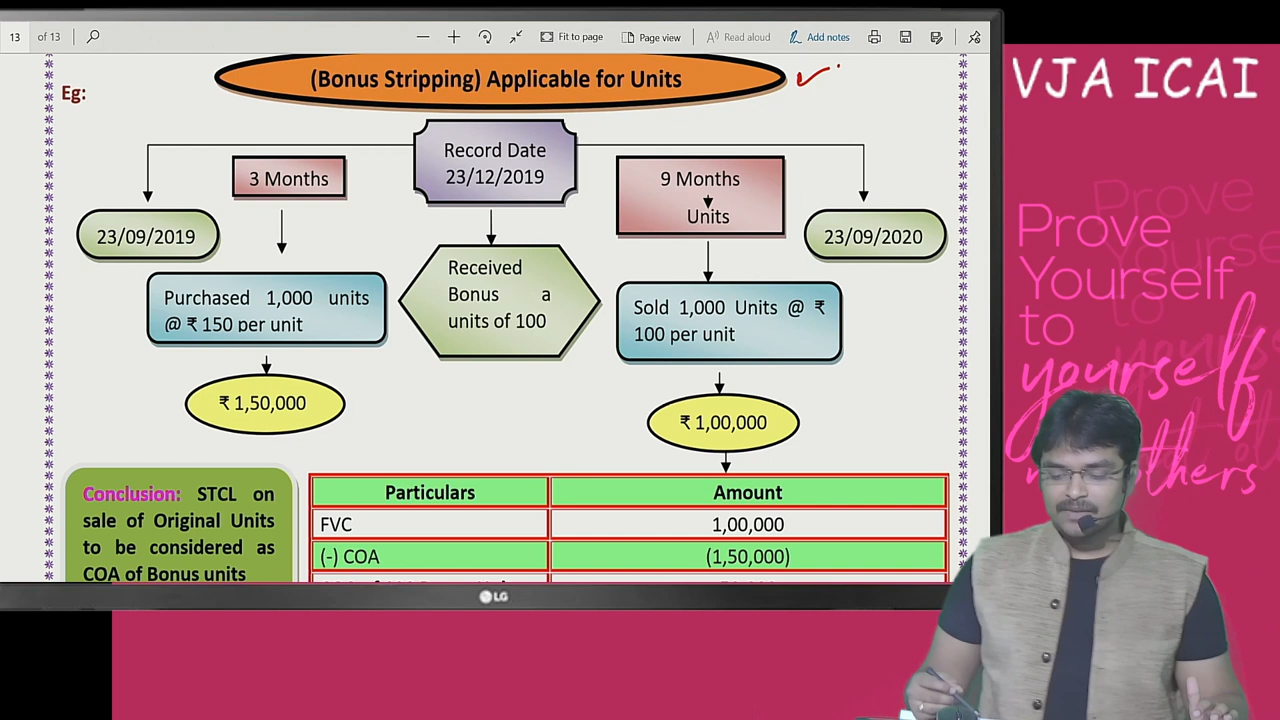 13 of 13
Fit to page
Page view
Read aloud
Add notes
VJA ICAI
(Bonus Stripping) Applicable for Units
Eg:
Record Date
23/12/2019
3 Months
9 Months
Units
23/09/2019
23/09/2020
Purchased 1,000 units
@ ₹ 150 per unit
Received
Bonus a
units of 100
Sold 1,000 Units @ ₹
100 per unit
₹ 1,50,000
₹ 1,00,000
Conclusion: STCL on
sale of Original Units
to be considered as
COA of Bonus units
Particulars Amount
FVC 1,00,000
(-) COA (1,50,000)
LG
Prove
Yourself
to
yourself
others